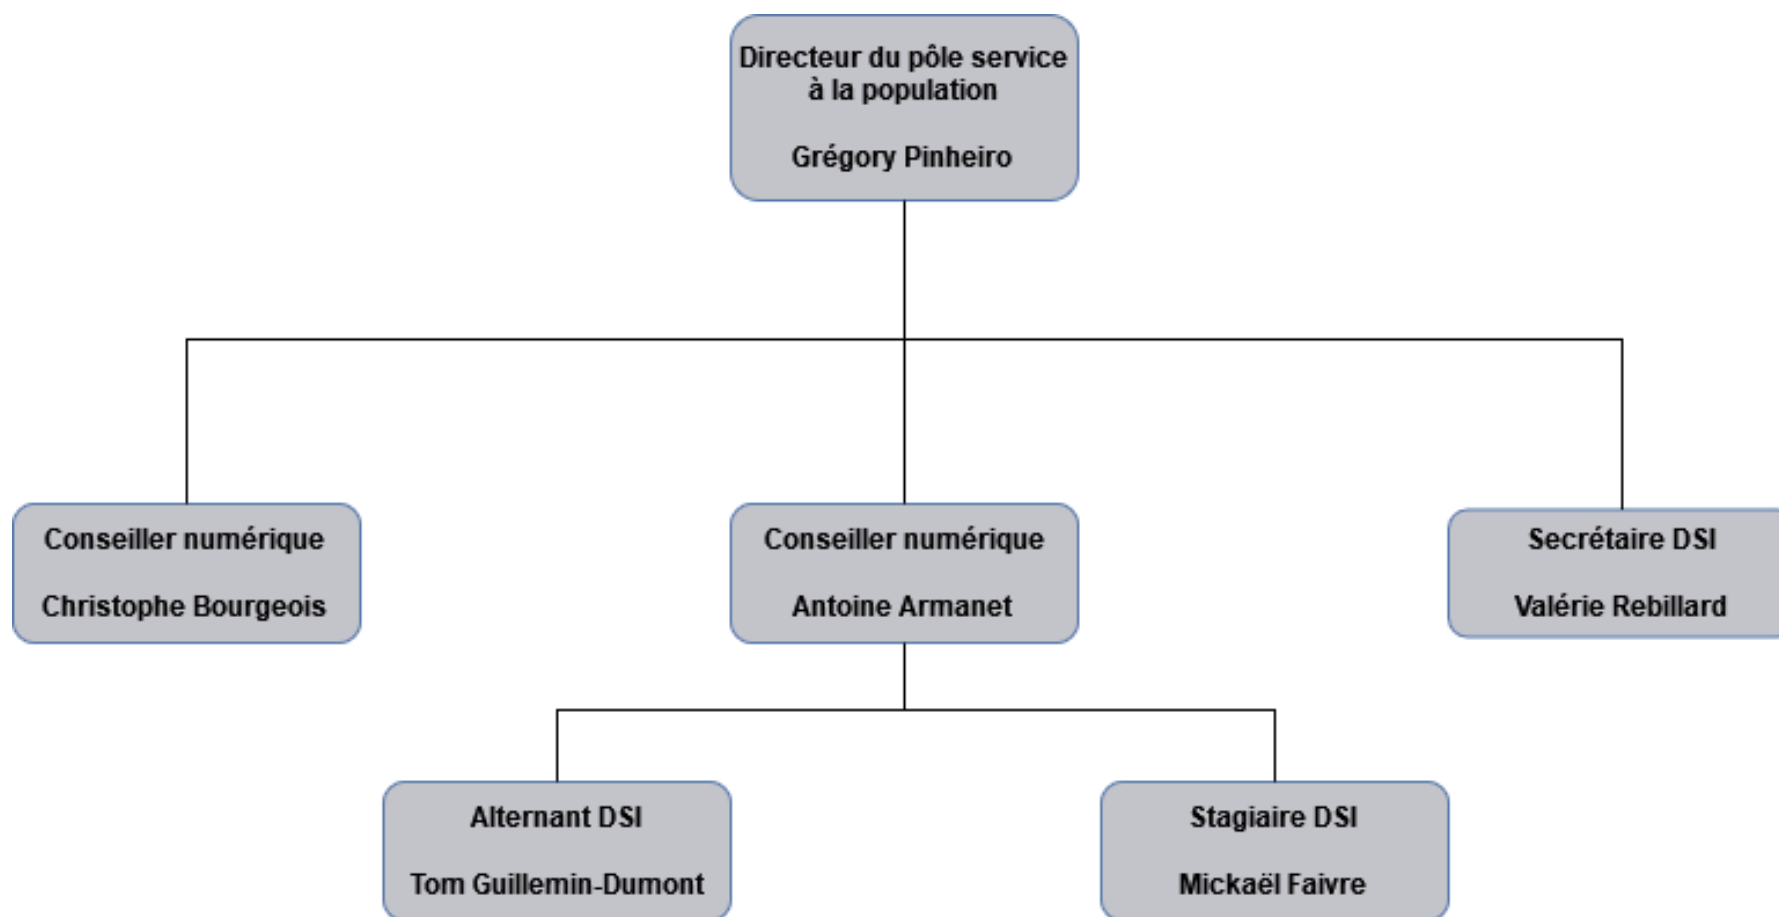 Directeur du pôle service
à la population
Grégory Pinheiro
Conseiller numérique
Christophe Bourgeois
Conseiller numérique
Antoine Armanet
Secrétaire DSI
Valérie Rebillard
Alternant DSI
Tom Guillemin-Dumont
Stagiaire DSI
Mickaël Faivre